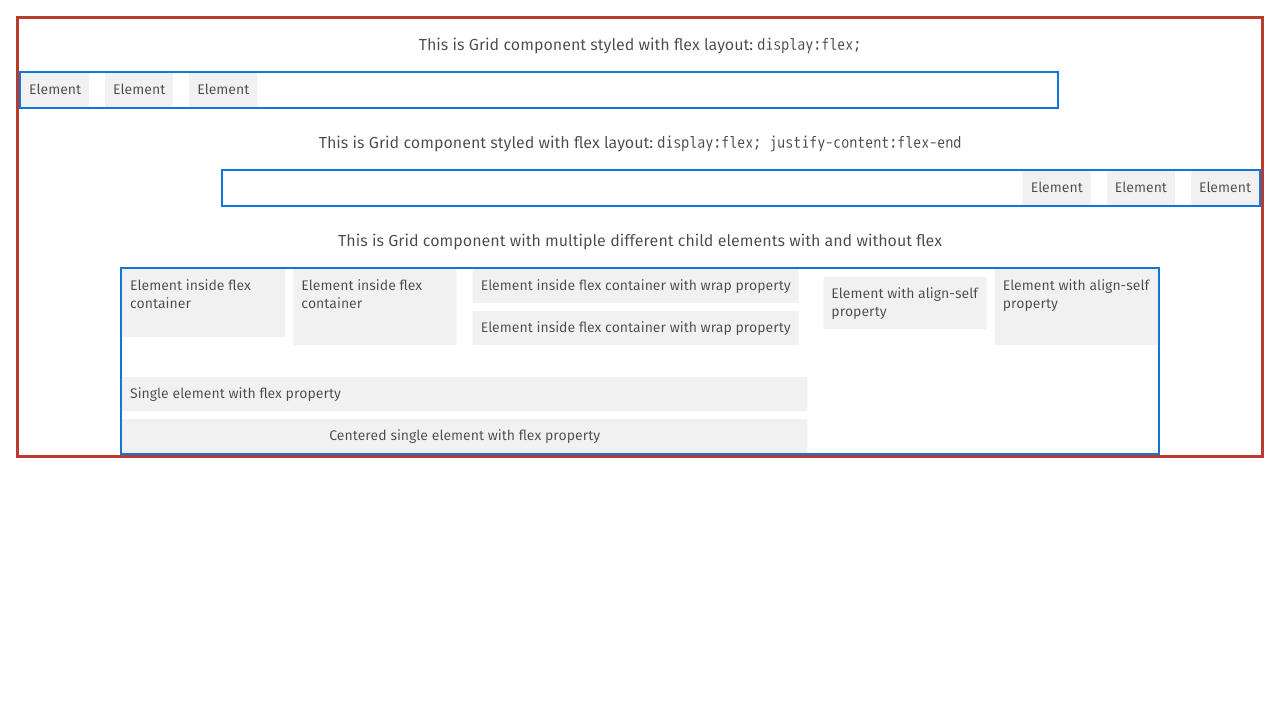 This is Grid component styled with flex layout: display:flex;
Element Element Element
This is Grid component styled with flex layout: display:flex; justify-content:flex-end
Element Element Element
This is Grid component with multiple different child elements with and without flex
Element inside flex
container
Element inside flex
container
Element inside flex container with wrap property
Element inside flex container with wrap property
Element with align-self
property
Element with align-self
property
Single element with flex property
Centered single element with flex property